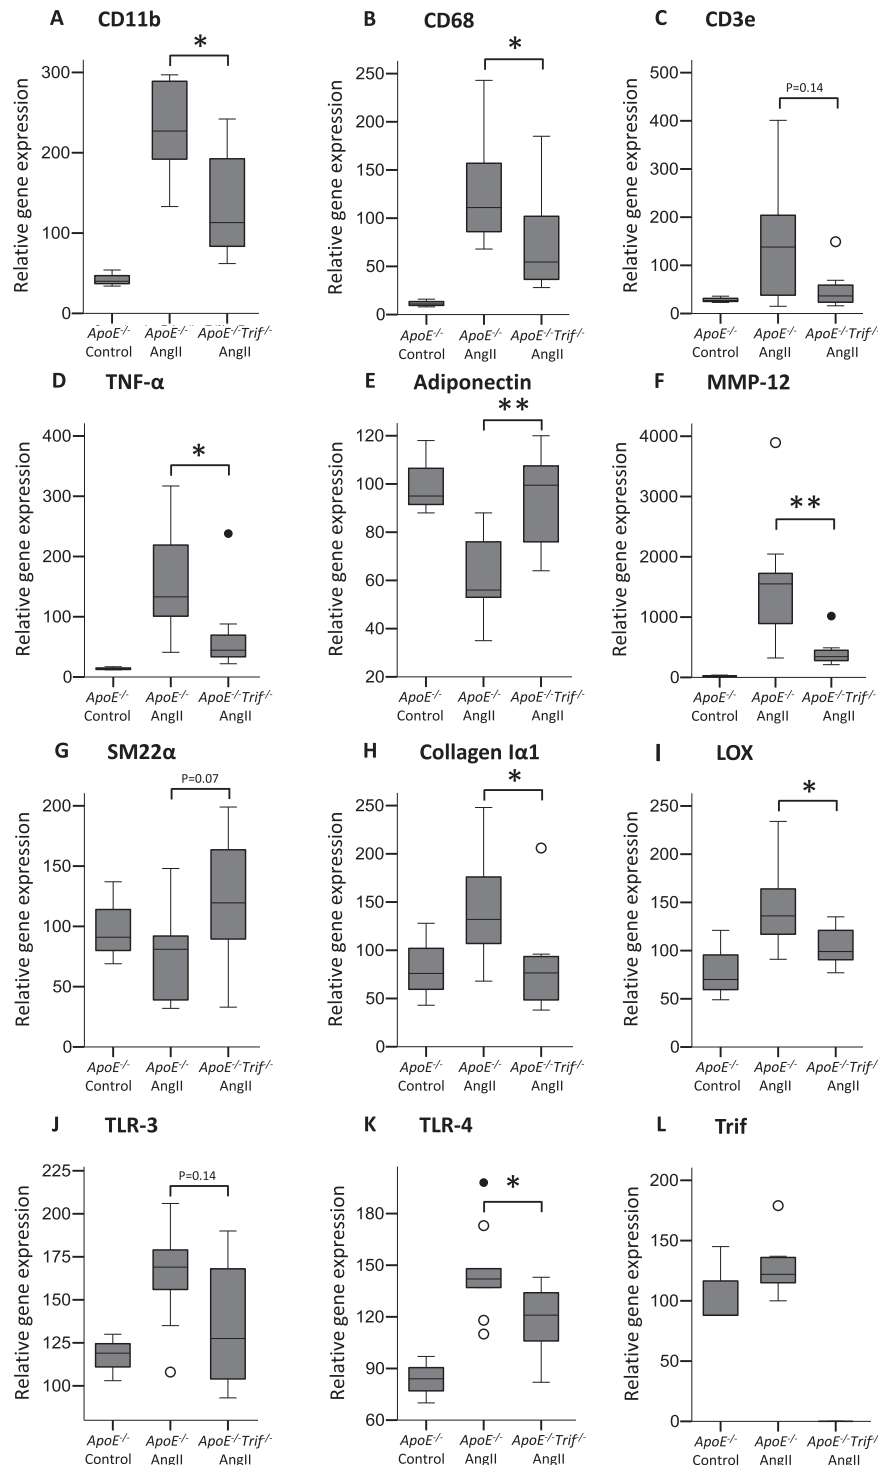 A CD11b
*
Relative gene expression
300
200
100
0
ApoE-/- Control
ApoE-/- AngII
ApoE-/-Trif-/- AngII
B CD68
*
Relative gene expression
250
200
150
100
50
0
ApoE-/- Control
ApoE-/- AngII
ApoE-/-Trif-/- AngII
C CD3e
P=0.14
Relative gene expression
500
400
300
200
100
0
ApoE-/- Control
ApoE-/- AngII
ApoE-/-Trif-/- AngII
D TNF-α
*
Relative gene expression
400
200
100
0
ApoE-/- Control
ApoE-/- AngII
ApoE-/-Trif-/- AngII
E Adiponectin
**
Relative gene expression
120
100
80
60
40
20
ApoE-/- Control
ApoE-/- AngII
ApoE-/-Trif-/- AngII
F MMP-12
**
Relative gene expression
4000
3000
2000
1000
0
ApoE-/- Control
ApoE-/- AngII
ApoE-/-Trif-/- AngII
G SM22α
P=0.07
Relative gene expression
200
150
100
50
0
ApoE-/- Control
ApoE-/- AngII
ApoE-/-Trif-/- AngII
H Collagen Iα1
*
Relative gene expression
250
200
150
100
50
0
ApoE-/- Control
ApoE-/- AngII
ApoE-/-Trif-/- AngII
I LOX
*
Relative gene expression
250
200
150
100
50
0
ApoE-/- Control
ApoE-/- AngII
ApoE-/-Trif-/- AngII
J TLR-3
P=0.14
Relative gene expression
225
200
175
150
125
100
ApoE-/- Control
ApoE-/- AngII
ApoE-/-Trif-/- AngII
K TLR-4
*
Relative gene expression
180
150
120
90
60
ApoE-/- Control
ApoE-/- AngII
ApoE-/-Trif-/- AngII
L Trif
Relative gene expression
200
150
100
50
0
ApoE-/- Control
ApoE-/- AngII
ApoE-/-Trif-/- AngII